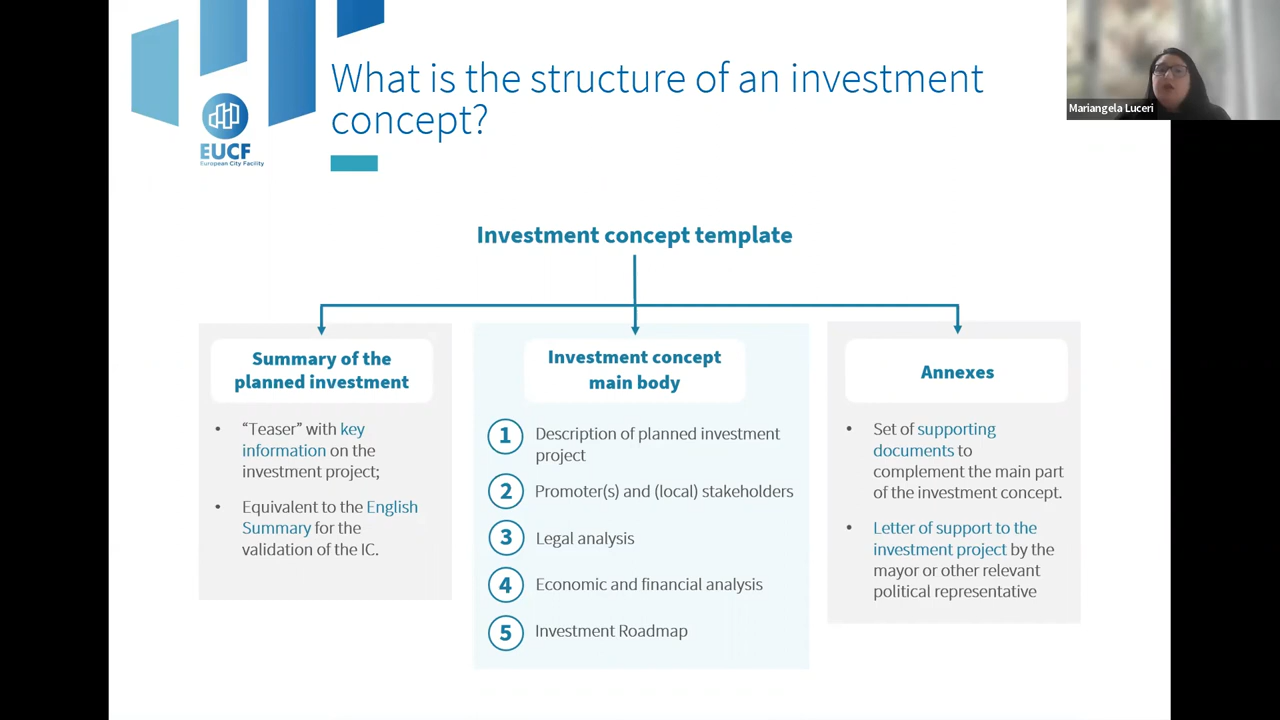 What is the structure of an investment
concept?
EUCF
European City Facility
Mariangela Luceri
Investment concept template
Summary of the
planned investment
• “Teaser” with key
information on the
investment project;
• Equivalent to the English
Summary for the
validation of the IC.
Investment concept
main body
1 Description of planned investment
project
2 Promoter(s) and (local) stakeholders
3 Legal analysis
4 Economic and financial analysis
5 Investment Roadmap
Annexes
• Set of supporting
documents to
complement the main part
of the investment concept.
• Letter of support to the
investment project by the
mayor or other relevant
political representative